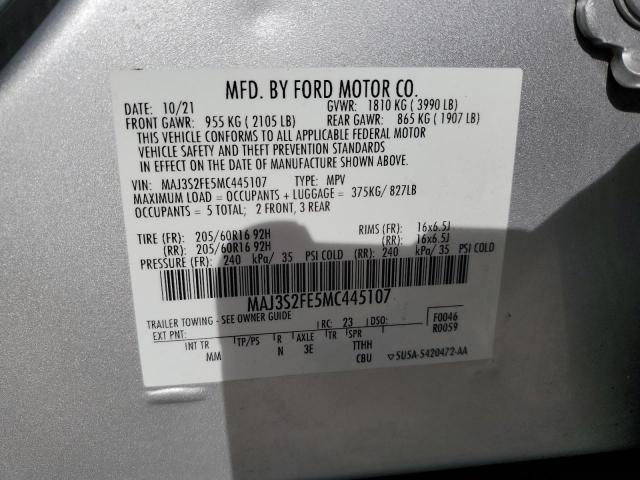 MFD. BY FORD MOTOR CO.
DATE: 10/21 GVWR: 1810 KG ( 3990 LB)
FRONT GAWR: 955 KG ( 2105 LB) REAR GAWR: 865 KG ( 1907 LB)
THIS VEHICLE CONFORMS TO ALL APPLICABLE FEDERAL MOTOR
VEHICLE SAFETY AND THEFT PREVENTION STANDARDS
IN EFFECT ON THE DATE OF MANUFACTURE SHOWN ABOVE.
VIN: MAJ3S2FE5MC445107 TYPE: MPV
MAXIMUM LOAD = OCCUPANTS + LUGGAGE = 375KG/ 827LB
OCCUPANTS = 5 TOTAL; 2 FRONT, 3 REAR
TIRE (FR): 205/60R16 92H RIMS (FR): 16x6.5J
(RR): 205/60R16 92H (RR): 16x6.5J
PRESSURE (FR): 240 kPa/ 35 PSI COLD (RR): 240 kPa/ 35 PSI COLD
MAJ3S2FE5MC445107
TRAILER TOWING - SEE OWNER GUIDE F0046
EXT PNT: RC: 23 DSO: R0059
INT TR TP/PS R AXLE TR SPR
MM N 3E TTHH
CBU 5U5A-5420472-AA